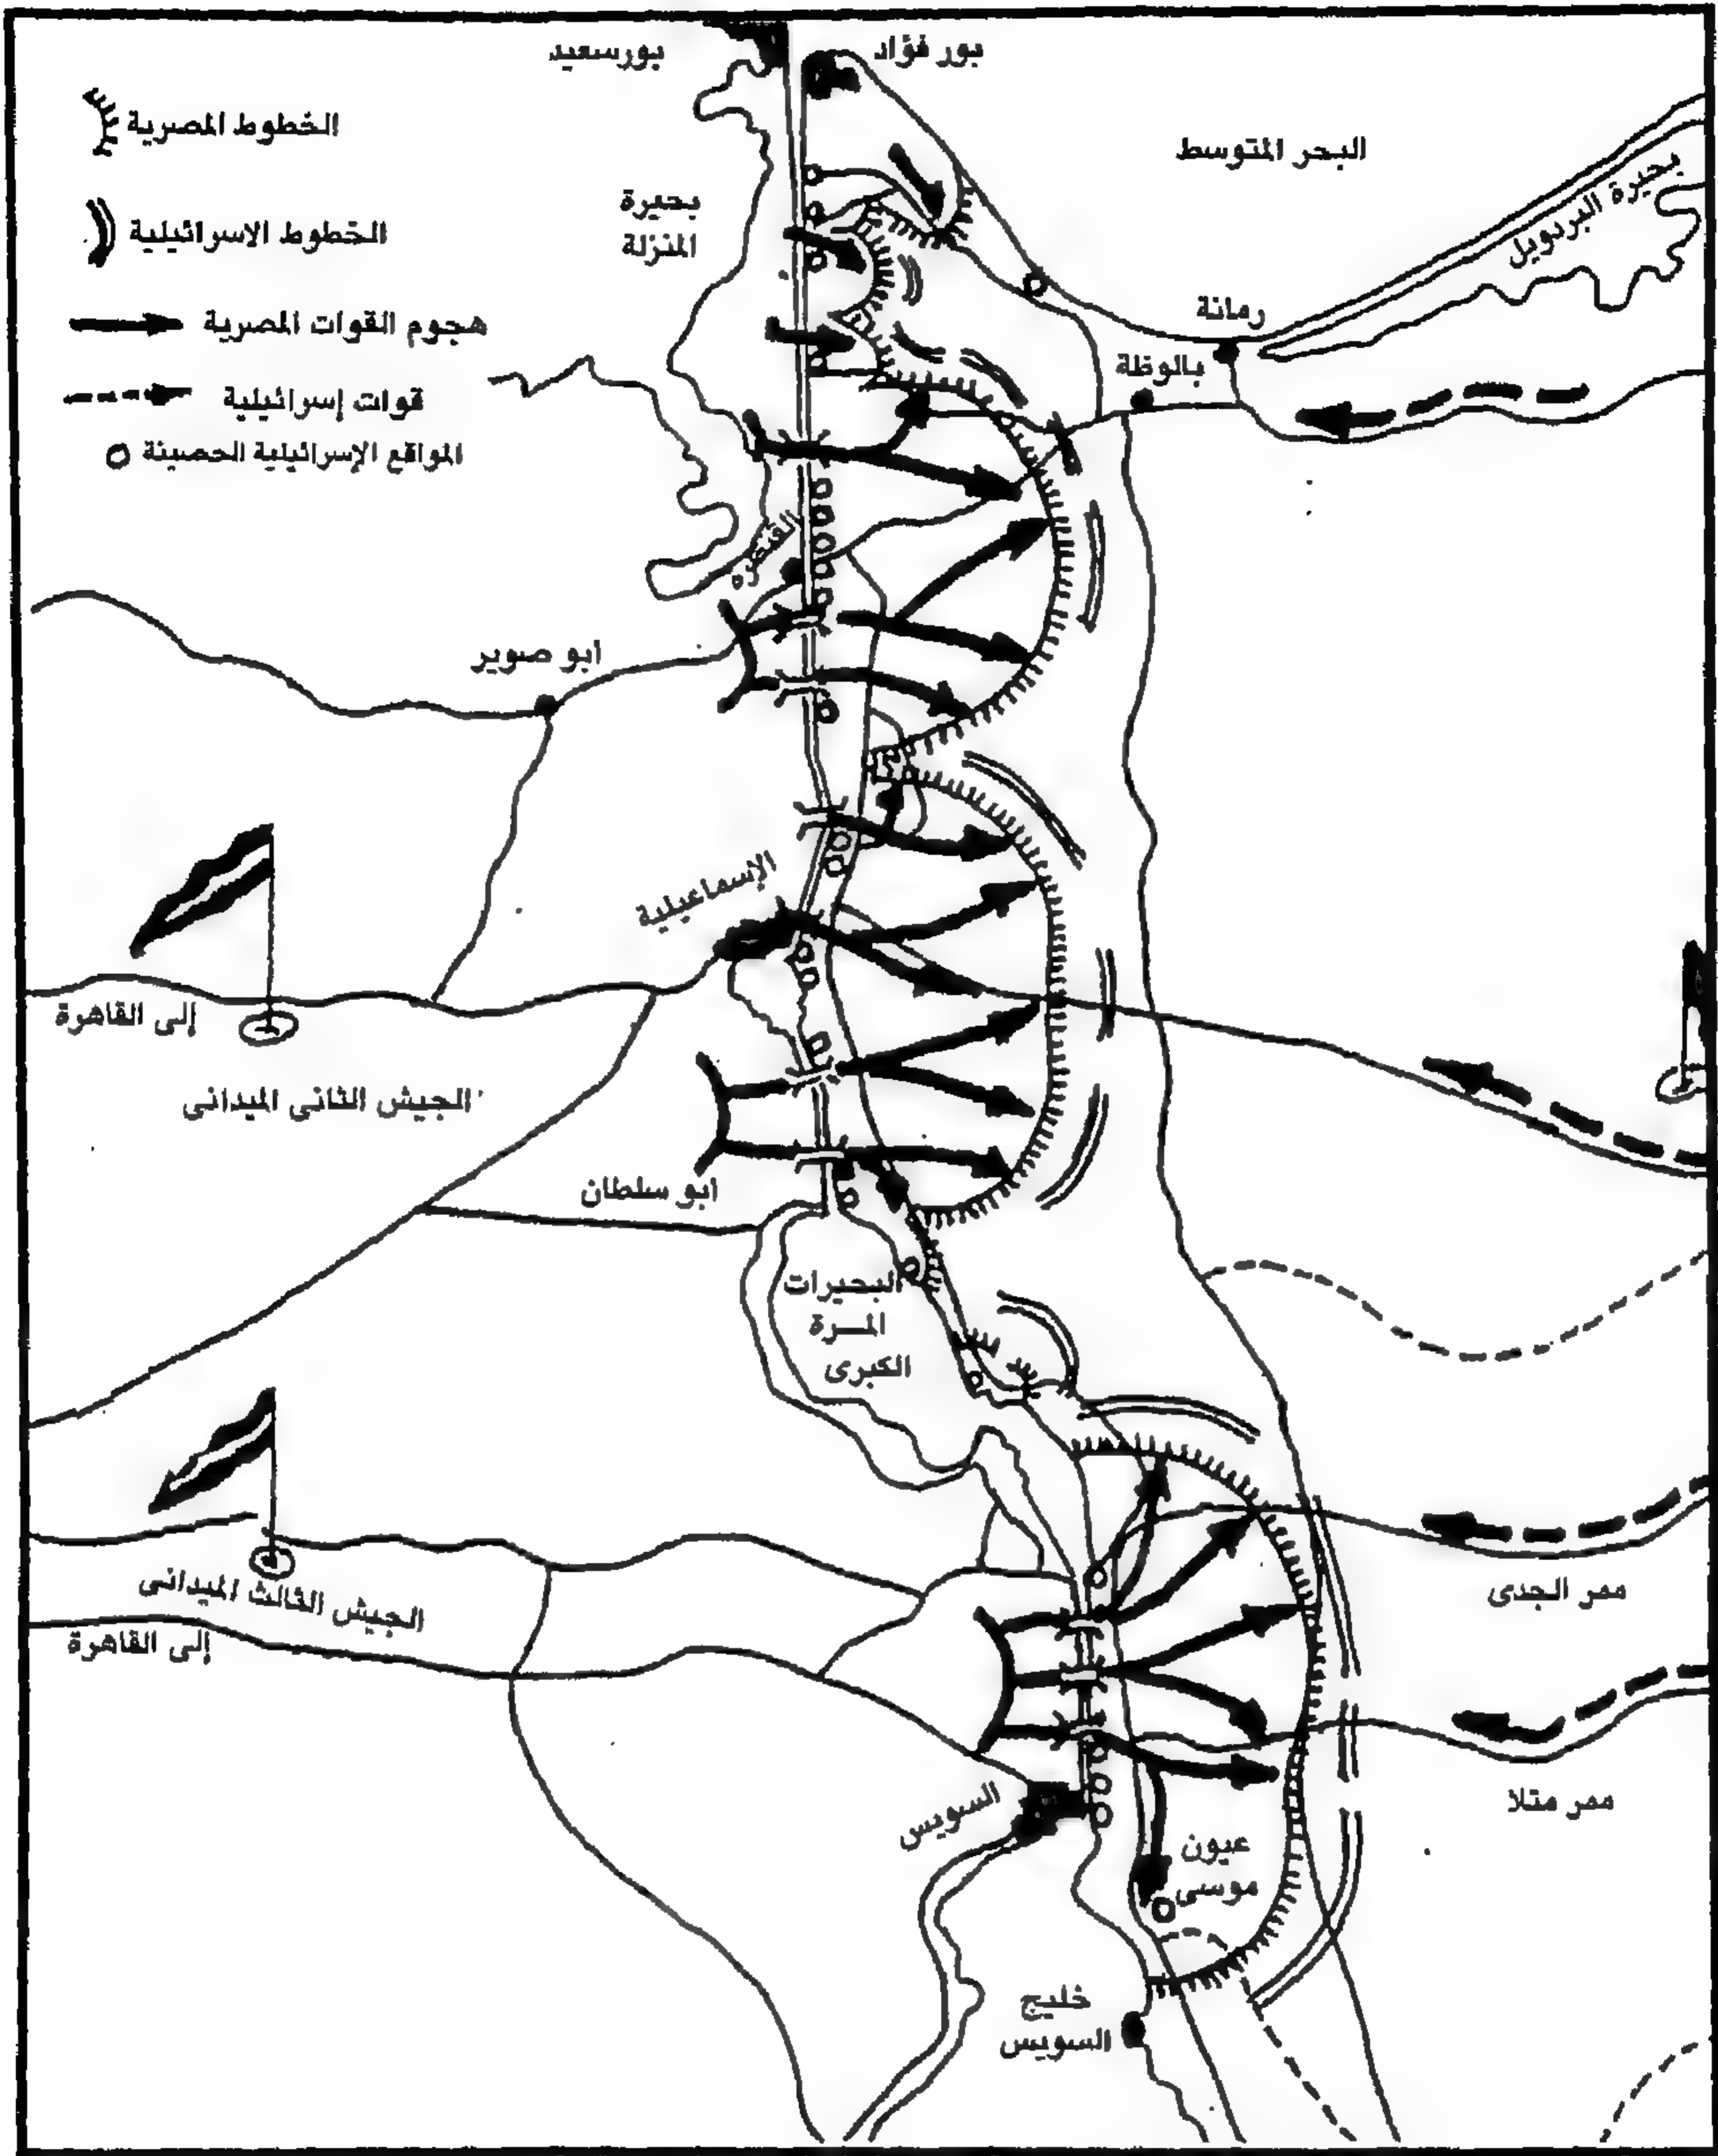 بورسعيد
بور فؤاد
الخطوط المصرية
الخطوط الاسرائيلية
هجوم القوات المصرية
قوات إسرائيلية
المواقع الإسرائيلية الحصينة
البحر المتوسط
بحيرة البردويل
بحيرة
المنزلة
رمانة
بالوظة
القنطره
ابو صوير
الإسماعيلية
إلى القاهرة
الجيش الثانى الميدانى
ابو سلطان
البحيرات
المـرة
الكبرى
الجيش الثالث الميدانى
إلى القاهرة
ممر الجدى
ممر متلا
السويس
عيون
موسى
خليج
السويس